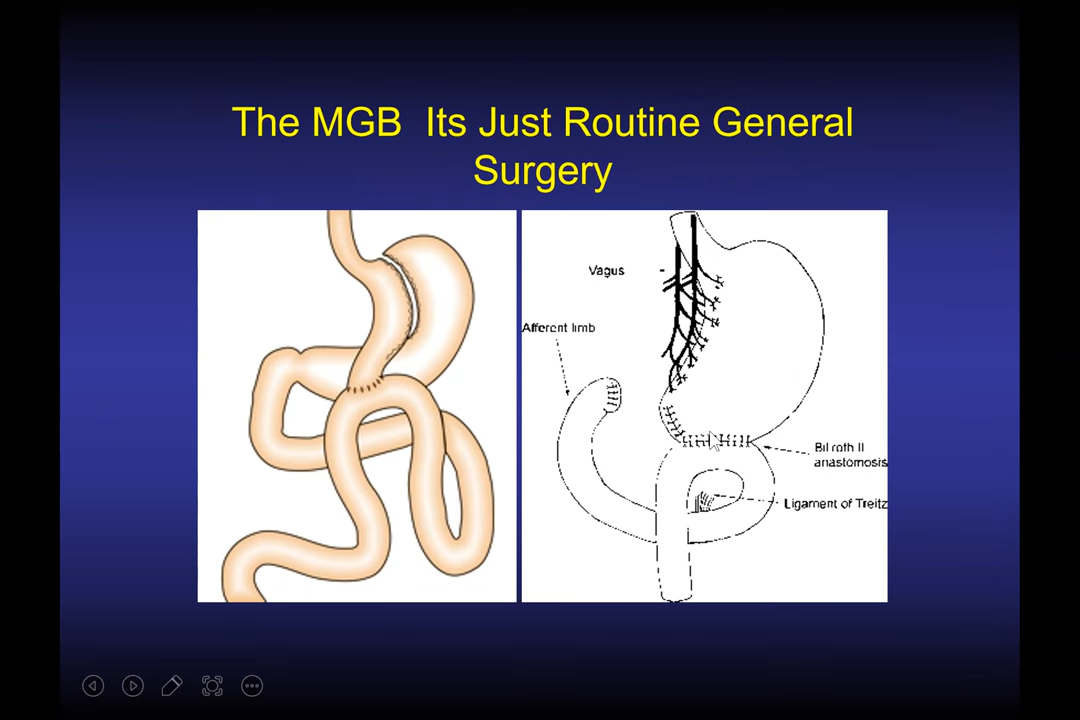 The MGB  Its Just Routine General
Surgery
Vagus
Afferent limb
Bil roth II
anastomosis
Ligament of Treitz